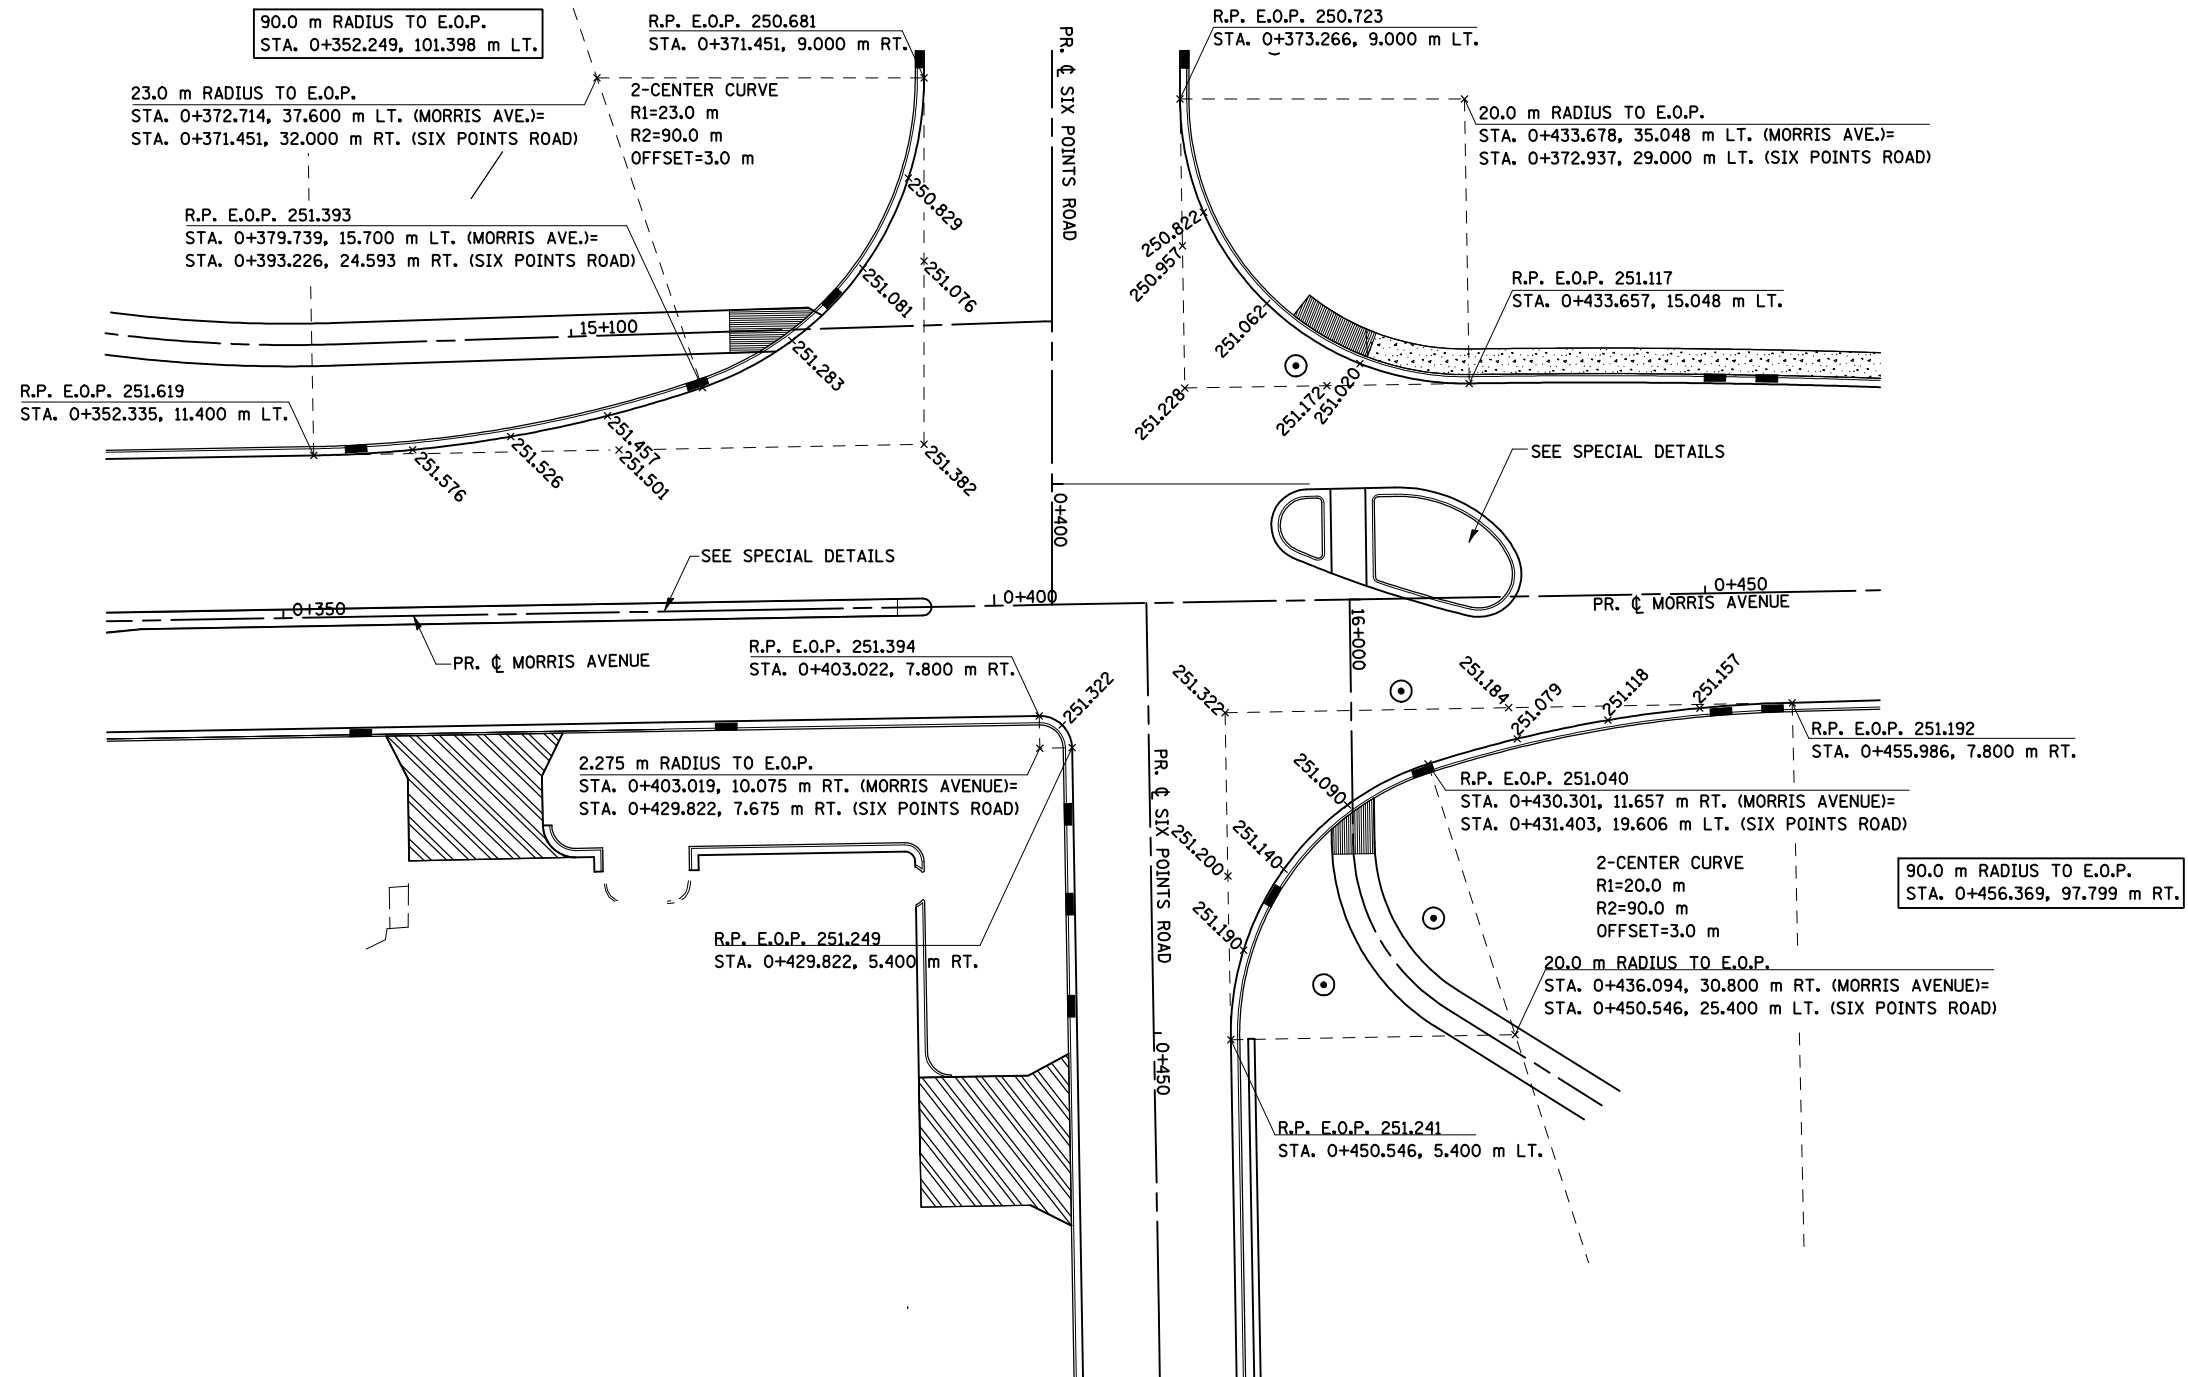 90.0 m RADIUS TO E.O.P.
STA. 0+352.249, 101.398 m LT.
R.P. E.O.P. 250.681
STA. 0+371.451, 9.000 m RT.
R.P. E.O.P. 250.723
STA. 0+373.266, 9.000 m LT.
PR. ℄ SIX POINTS ROAD
23.0 m RADIUS TO E.O.P.
STA. 0+372.714, 37.600 m LT. (MORRIS AVE.)=
STA. 0+371.451, 32.000 m RT. (SIX POINTS ROAD)
2-CENTER CURVE
R1=23.0 m
R2=90.0 m
OFFSET=3.0 m
20.0 m RADIUS TO E.O.P.
STA. 0+433.678, 35.048 m LT. (MORRIS AVE.)=
STA. 0+372.937, 29.000 m LT. (SIX POINTS ROAD)
R.P. E.O.P. 251.393
STA. 0+379.739, 15.700 m LT. (MORRIS AVE.)=
STA. 0+393.226, 24.593 m RT. (SIX POINTS ROAD)
250.829
251.076
251.081
251.283
250.822
250.957
251.062
R.P. E.O.P. 251.117
STA. 0+433.657, 15.048 m LT.
15+100
R.P. E.O.P. 251.619
STA. 0+352.335, 11.400 m LT.
251.576
251.526
251.457
251.501
251.382
251.228
251.172
251.020
SEE SPECIAL DETAILS
0+400
SEE SPECIAL DETAILS
0+350
0+400
0+450
PR. ℄ MORRIS AVENUE
16+000
PR. ℄ MORRIS AVENUE
R.P. E.O.P. 251.394
STA. 0+403.022, 7.800 m RT.
251.322
251.322
251.184
251.079
251.118
251.157
R.P. E.O.P. 251.192
STA. 0+455.986, 7.800 m RT.
2.275 m RADIUS TO E.O.P.
STA. 0+403.019, 10.075 m RT. (MORRIS AVENUE)=
STA. 0+429.822, 7.675 m RT. (SIX POINTS ROAD)
PR. ℄ SIX POINTS ROAD
251.090
251.140
251.200
251.190
R.P. E.O.P. 251.040
STA. 0+430.301, 11.657 m RT. (MORRIS AVENUE)=
STA. 0+431.403, 19.606 m LT. (SIX POINTS ROAD)
2-CENTER CURVE
R1=20.0 m
R2=90.0 m
OFFSET=3.0 m
90.0 m RADIUS TO E.O.P.
STA. 0+456.369, 97.799 m RT.
R.P. E.O.P. 251.249
STA. 0+429.822, 5.400 m RT.
20.0 m RADIUS TO E.O.P.
STA. 0+436.094, 30.800 m RT. (MORRIS AVENUE)=
STA. 0+450.546, 25.400 m LT. (SIX POINTS ROAD)
0+450
R.P. E.O.P. 251.241
STA. 0+450.546, 5.400 m LT.